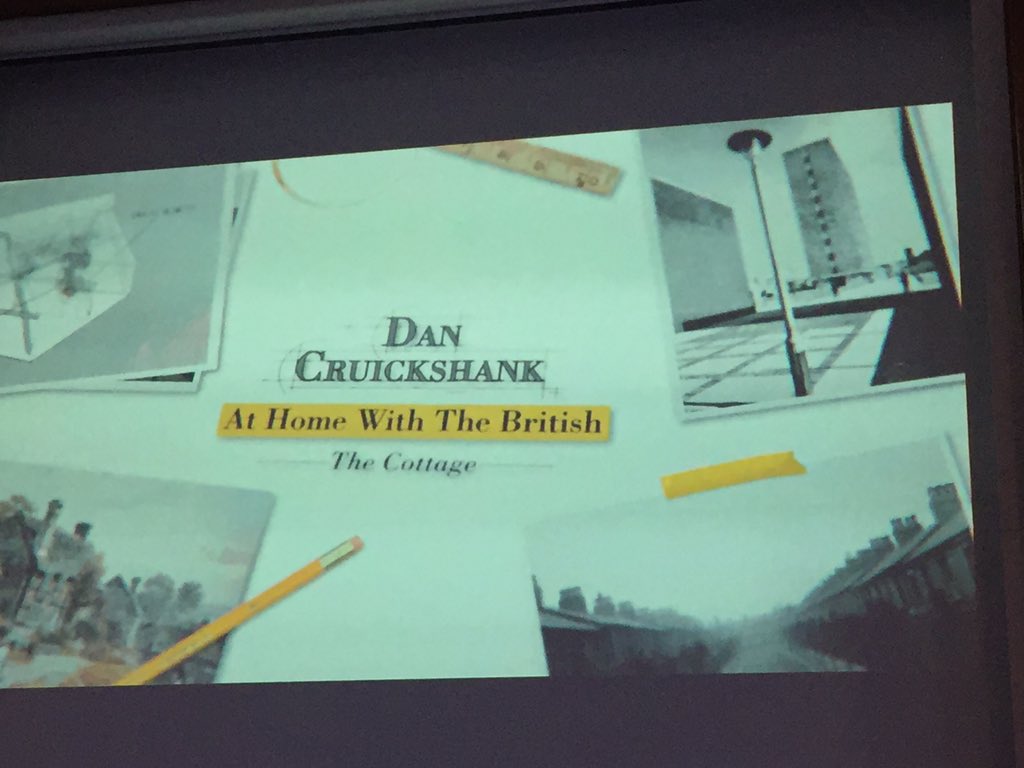 DAN
CRUICKSHANK
At Home With The British
The Cottage